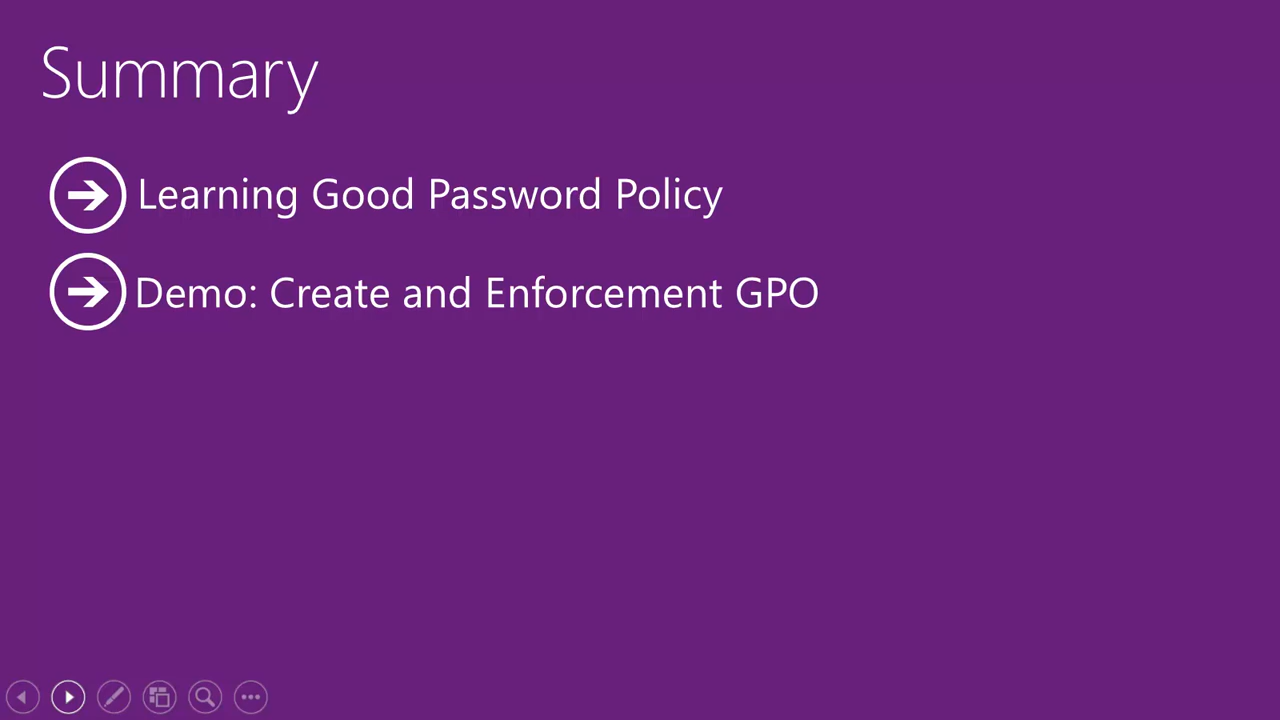 Summary
Learning Good Password Policy
Demo: Create and Enforcement GPO